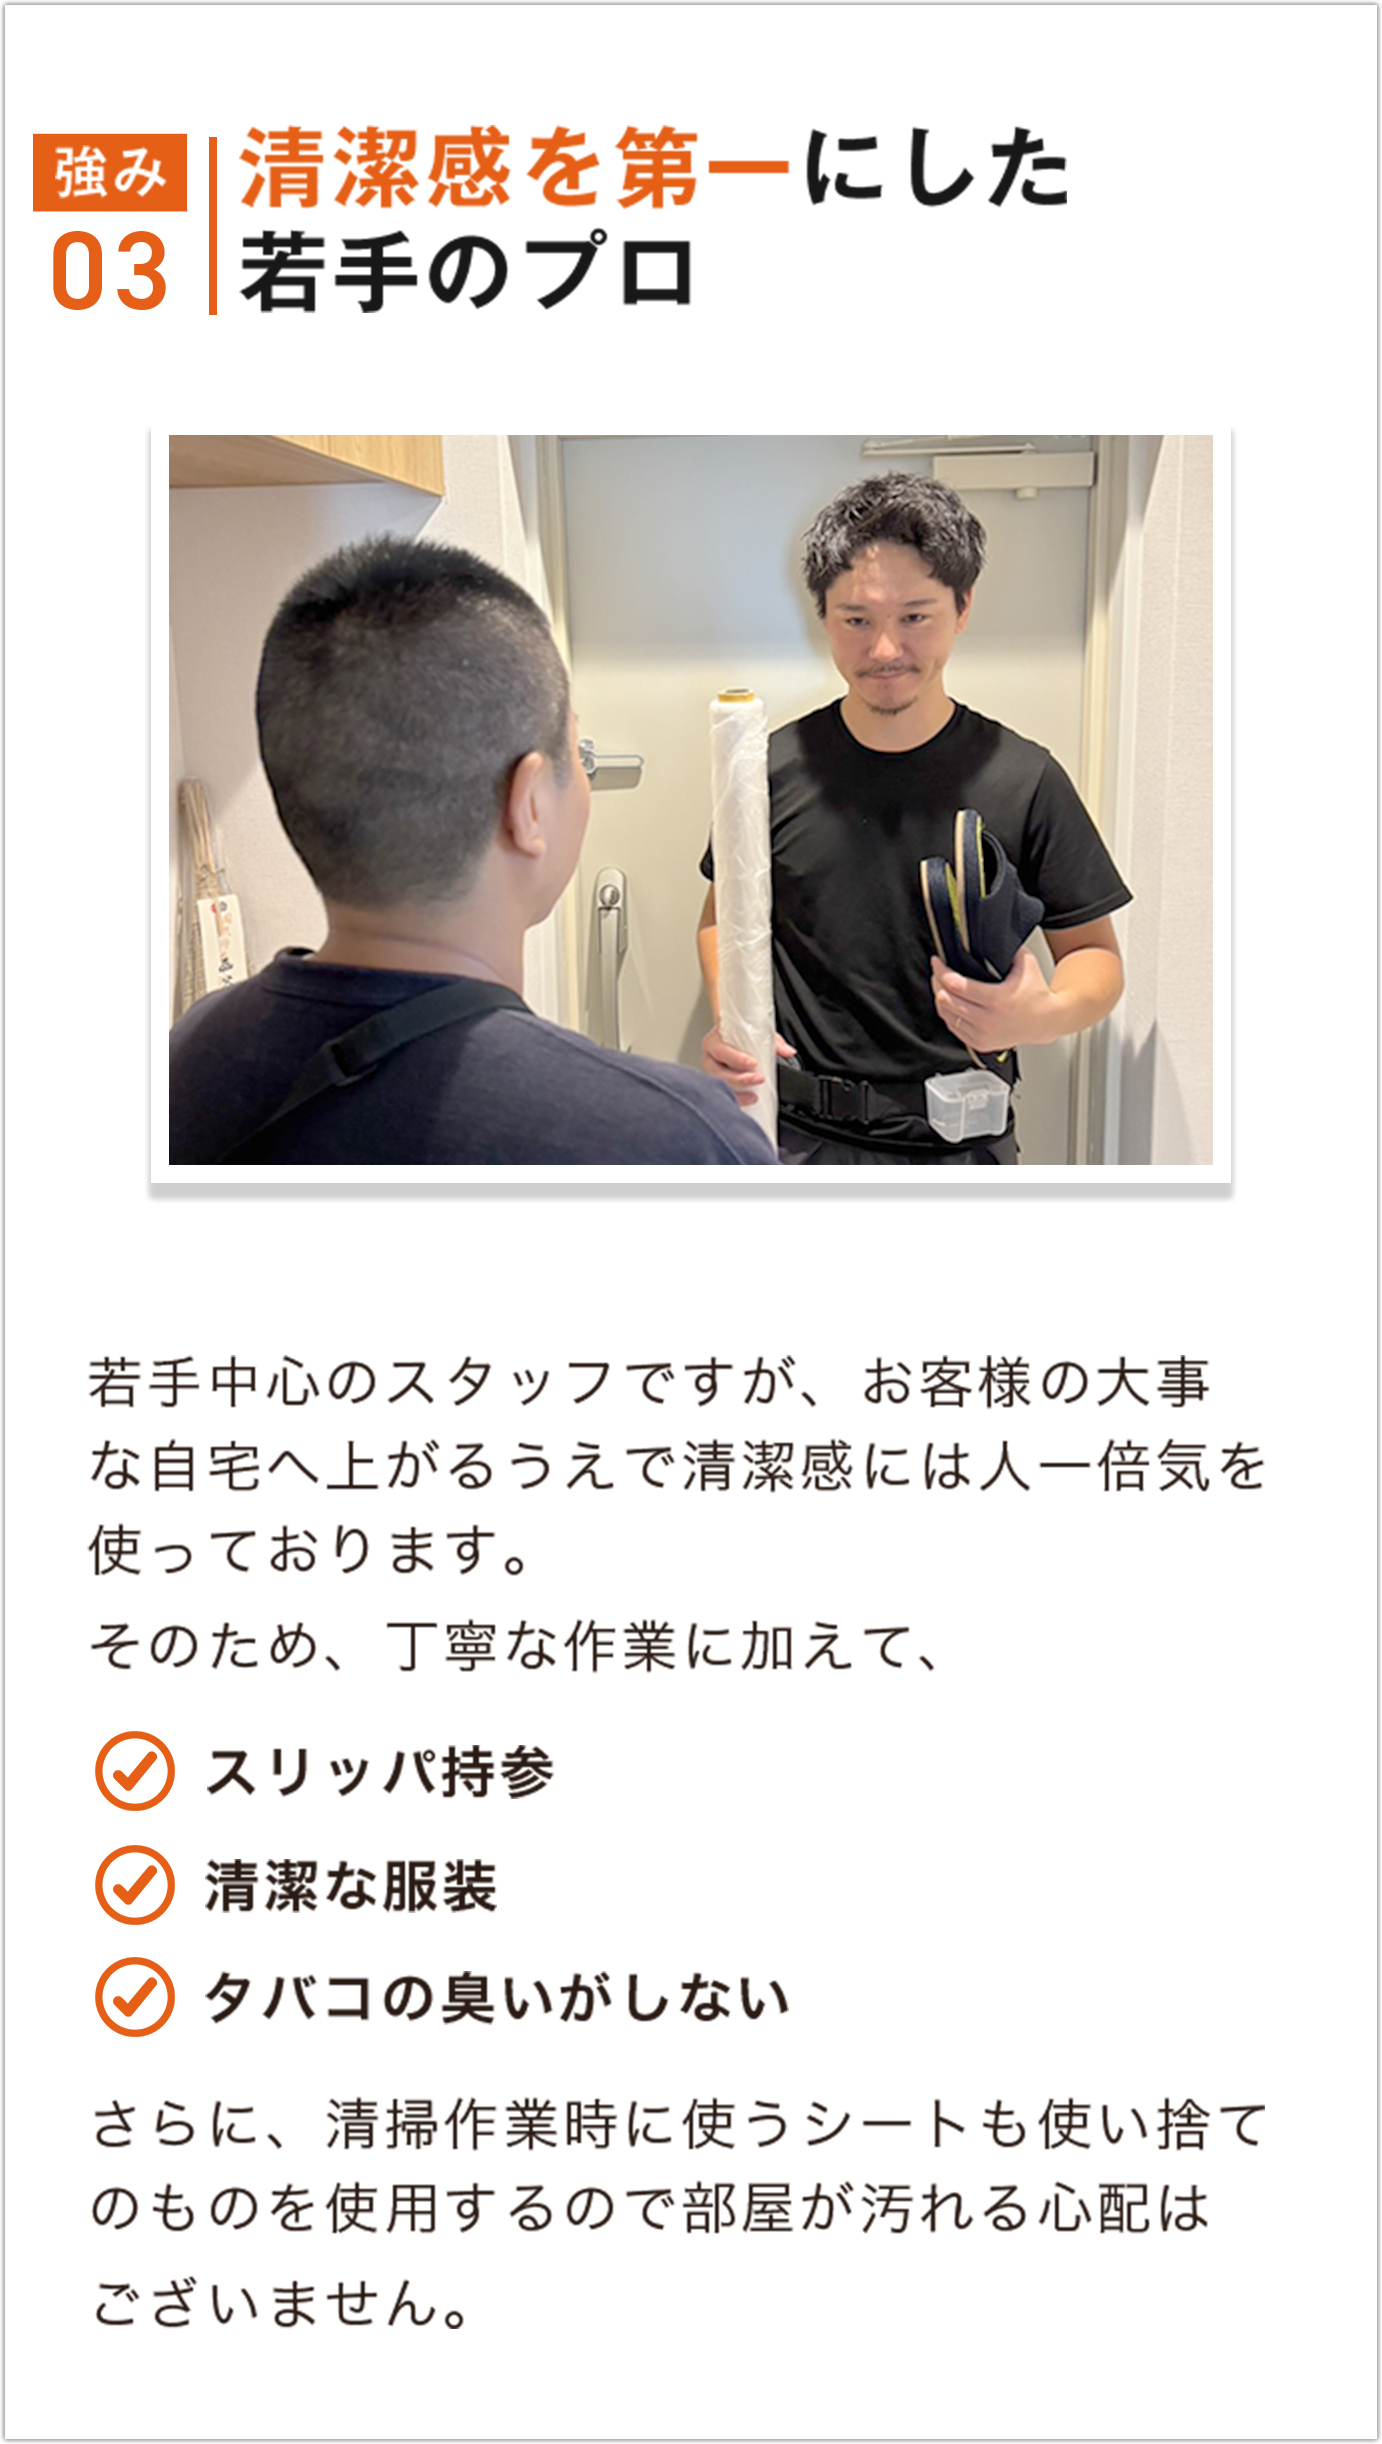 強み
03
清潔感を第一にした
若手のプロ
若手中心のスタッフですが、お客様の大事
な自宅へ上がるうえで清潔感には人一倍気を
使っております。
そのため、丁寧な作業に加えて、
スリッパ持参
清潔な服装
タバコの臭いがしない
さらに、清掃作業時に使うシートも使い捨て
のものを使用するので部屋が汚れる心配は
ございません。